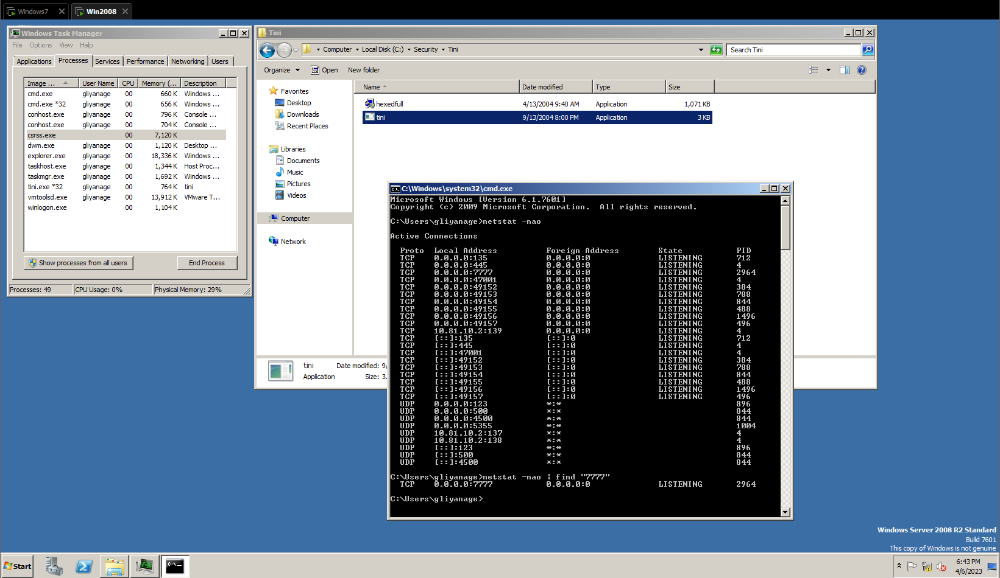 Windows7
Win2008
Windows Task Manager
File Options View Help
Applications Processes Services Performance Networking Users
Image ... User Name CPU Memory (... Description
cmd.exe gliyanage 00 660 K Windows ...
cmd.exe *32 gliyanage 00 656 K Windows ...
conhost.exe gliyanage 00 796 K Console ...
conhost.exe gliyanage 00 704 K Console ...
csrss.exe 00 7,120 K
dwm.exe gliyanage 00 1,120 K Desktop ...
explorer.exe gliyanage 00 18,336 K Windows ...
taskhost.exe gliyanage 00 1,344 K Host Proc...
taskmgr.exe gliyanage 00 1,692 K Windows ...
tini.exe *32 gliyanage 00 764 K tini
vmtoolsd.exe gliyanage 00 13,912 K VMware T...
winlogon.exe 00 1,104 K
Show processes from all users
End Process
Processes: 49 CPU Usage: 0% Physical Memory: 29%
Tini
Computer Local Disk (C:) Security Tini
Search Tini
Organize Open New folder
Favorites
Desktop
Downloads
Recent Places
Libraries
Documents
Music
Pictures
Videos
Computer
Network
Name Date modified Type Size
hexedfull 4/13/2004 9:40 AM Application 1,071 KB
tini 9/13/2004 8:00 PM Application 3 KB
tini Date modified: 9/
Application Size: 3.
C:\Windows\system32\cmd.exe
Microsoft Windows [Version 6.1.7601]
Copyright (c) 2009 Microsoft Corporation. All rights reserved.
C:\Users\gliyanage>netstat -nao
Active Connections
Proto Local Address Foreign Address State PID
TCP 0.0.0.0:135 0.0.0.0:0 LISTENING 712
TCP 0.0.0.0:445 0.0.0.0:0 LISTENING 4
TCP 0.0.0.0:7777 0.0.0.0:0 LISTENING 2964
TCP 0.0.0.0:47001 0.0.0.0:0 LISTENING 4
TCP 0.0.0.0:49152 0.0.0.0:0 LISTENING 384
TCP 0.0.0.0:49153 0.0.0.0:0 LISTENING 788
TCP 0.0.0.0:49154 0.0.0.0:0 LISTENING 844
TCP 0.0.0.0:49155 0.0.0.0:0 LISTENING 488
TCP 0.0.0.0:49156 0.0.0.0:0 LISTENING 1496
TCP 0.0.0.0:49157 0.0.0.0:0 LISTENING 496
TCP 10.81.10.2:139 0.0.0.0:0 LISTENING 4
TCP [::]:135 [::]:0 LISTENING 712
TCP [::]:445 [::]:0 LISTENING 4
TCP [::]:47001 [::]:0 LISTENING 4
TCP [::]:49152 [::]:0 LISTENING 384
TCP [::]:49153 [::]:0 LISTENING 788
TCP [::]:49154 [::]:0 LISTENING 844
TCP [::]:49155 [::]:0 LISTENING 488
TCP [::]:49156 [::]:0 LISTENING 1496
TCP [::]:49157 [::]:0 LISTENING 496
UDP 0.0.0.0:123 *:* 896
UDP 0.0.0.0:500 *:* 844
UDP 0.0.0.0:4500 *:* 844
UDP 0.0.0.0:5355 *:* 1004
UDP 10.81.10.2:137 *:* 4
UDP 10.81.10.2:138 *:* 4
UDP [::]:123 *:* 896
UDP [::]:500 *:* 844
UDP [::]:4500 *:* 844
C:\Users\gliyanage>netstat -nao | find "7777"
TCP 0.0.0.0:7777 0.0.0.0:0 LISTENING 2964
C:\Users\gliyanage>
Windows Server 2008 R2 Standard
Build 7601
This copy of Windows is not genuine
Start
6:43 PM
4/6/2023